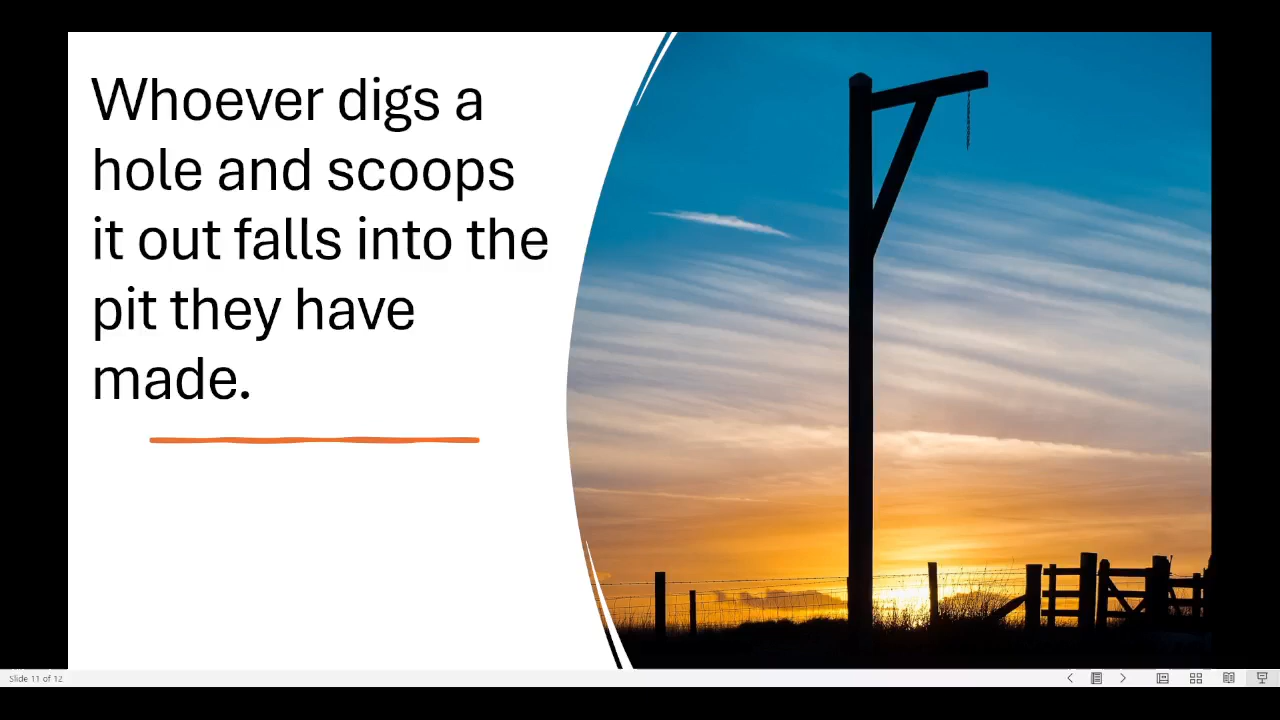 Whoever digs a
hole and scoops
it out falls into the
pit they have
made.
Slide 11 of 12